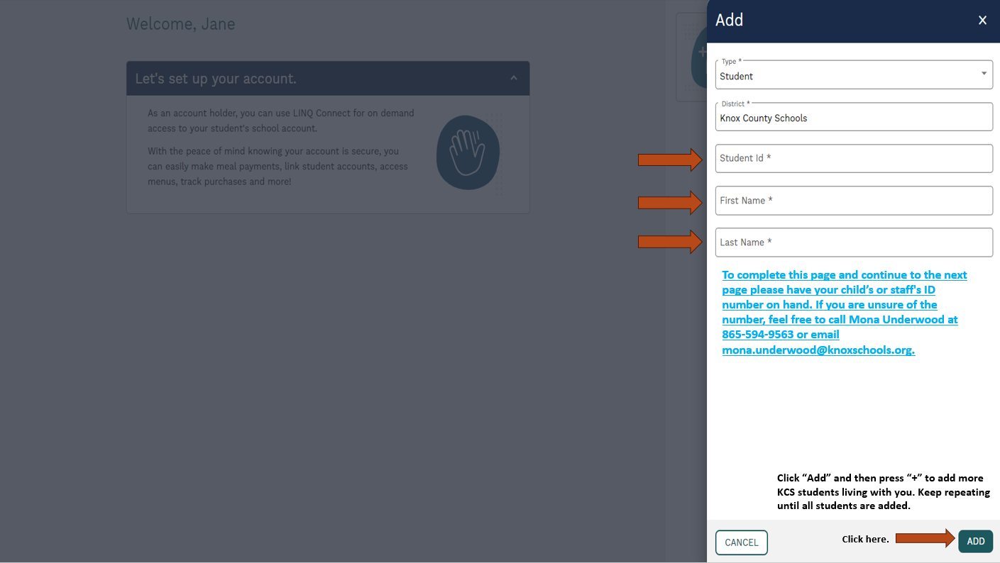 Welcome, Jane
Let's set up your account.
As an account holder, you can use LINQ Connect for on demand
access to your student's school account.
With the peace of mind knowing your account is secure, you
can easily make meal payments, link student accounts, access
menus, track purchases and more!
+
Add
X
Type *
Student
District *
Knox County Schools
Student Id *
First Name *
Last Name *
To complete this page and continue to the next
page please have your child’s or staff's ID
number on hand. If you are unsure of the
number, feel free to call Mona Underwood at
865-594-9563 or email
mona.underwood@knoxschools.org.
Click “Add” and then press “+” to add more
KCS students living with you. Keep repeating
until all students are added.
CANCEL
Click here.
ADD